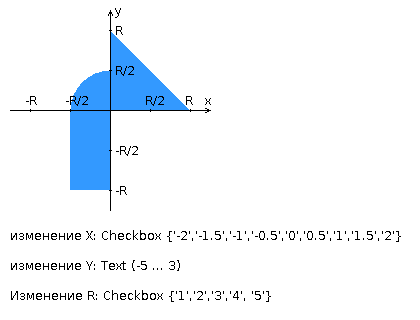 y
R
R/2
-R
-R/2
R/2
R
x
-R/2
-R
изменение X: Checkbox {'-2','-1.5','-1','-0.5','0','0.5','1','1.5','2'}
изменение Y: Text (-5 ... 3)
Изменение R: Checkbox {'1','2','3','4', '5'}